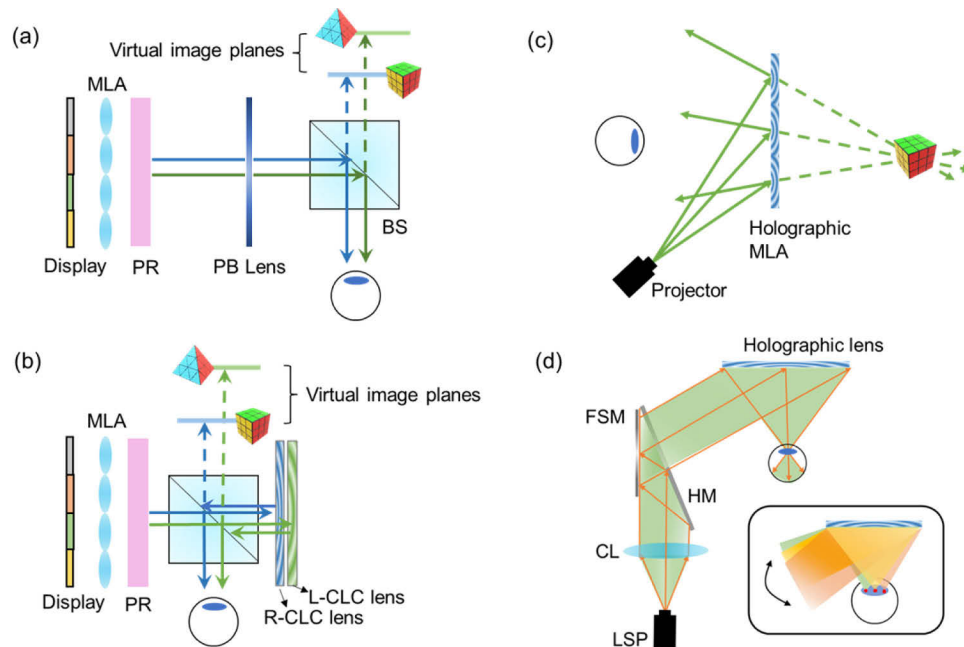 (a)
Virtual image planes
MLA
BS
Display
PR
PB Lens
(b)
Virtual image planes
MLA
L-CLC lens
R-CLC lens
Display
PR
(c)
Holographic
MLA
Projector
(d)
Holographic lens
FSM
HM
CL
LSP